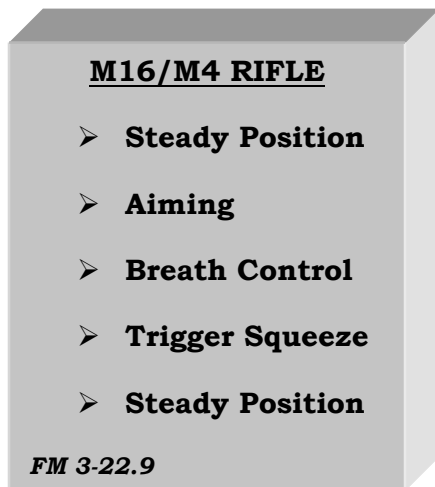 M16/M4 RIFLE
➢ Steady Position
➢ Aiming
➢ Breath Control
➢ Trigger Squeeze
➢ Steady Position
FM 3-22.9